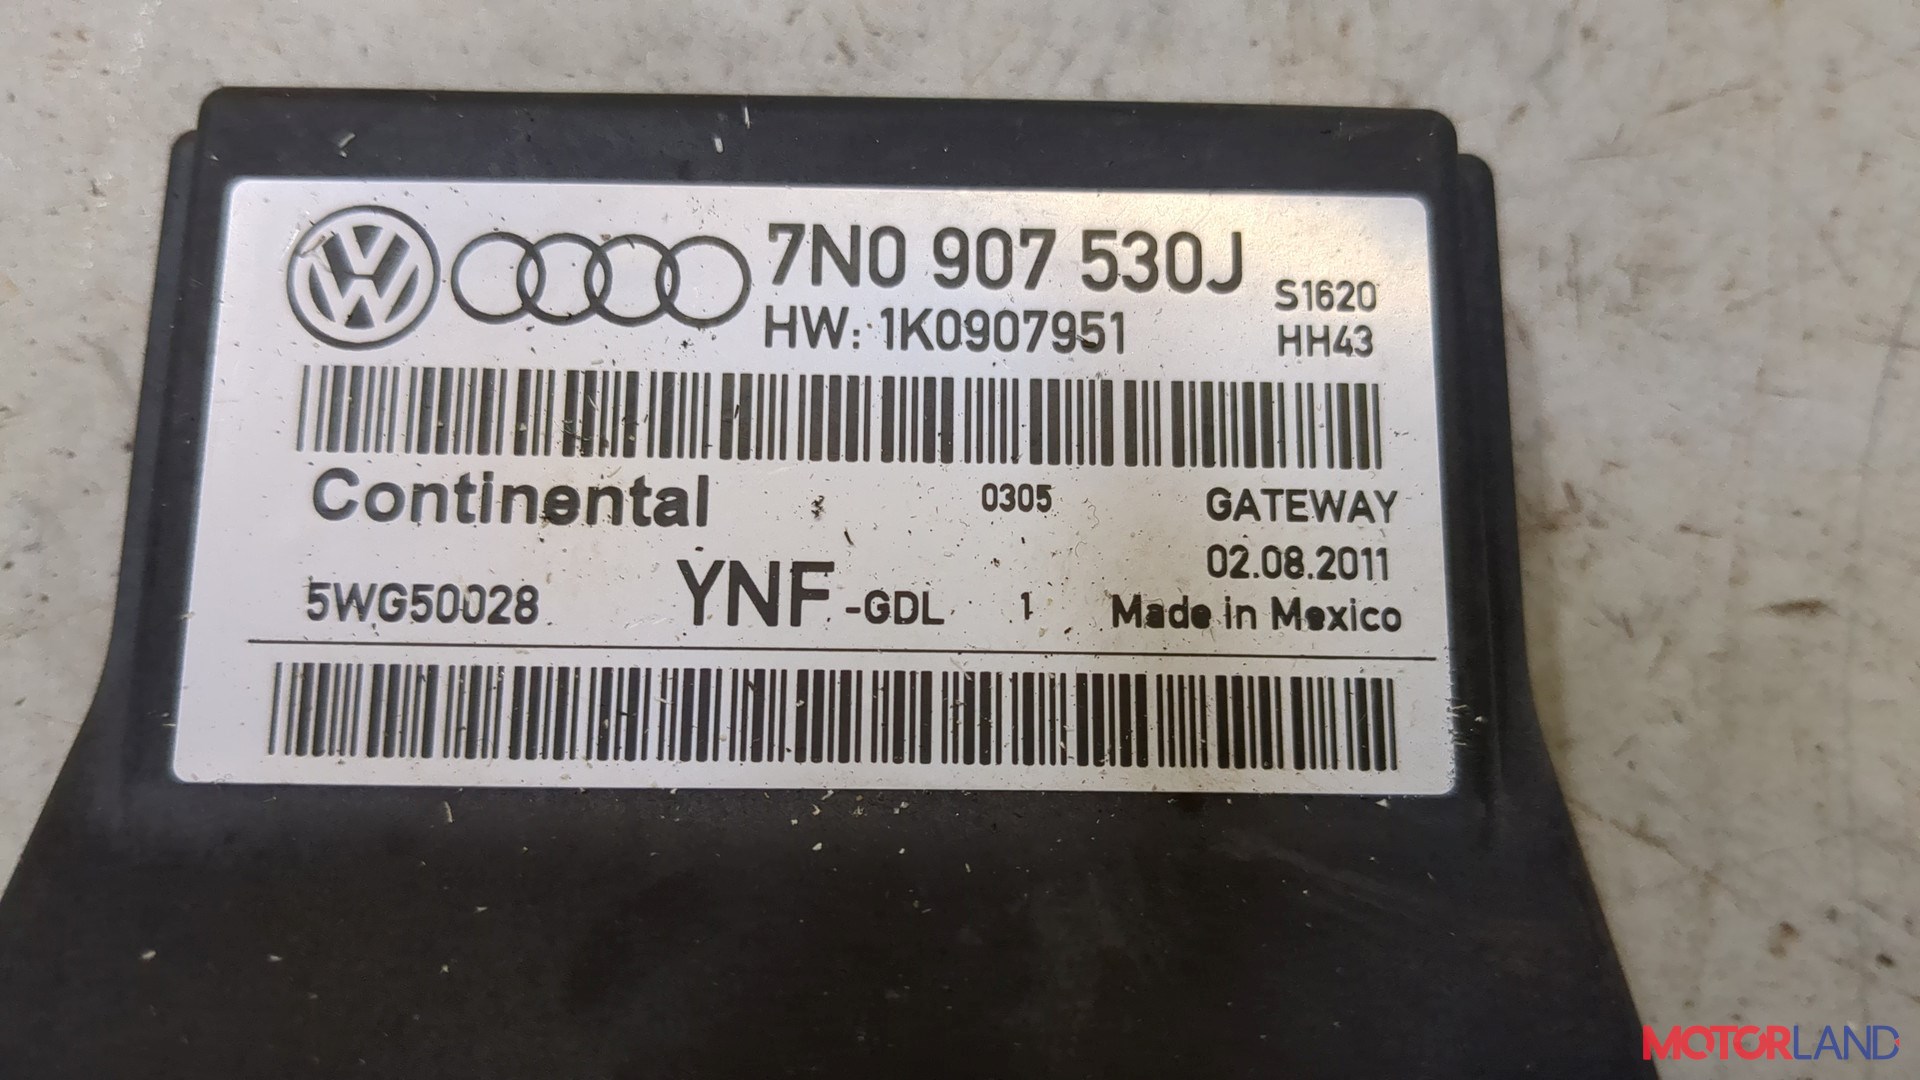 7N0 907 530J
S1620
HW: 1K0907951
HH43
Continental
0305
GATEWAY
02.08.2011
5WG50028
YNF-GDL
1
Made in Mexico
MOTORLAND